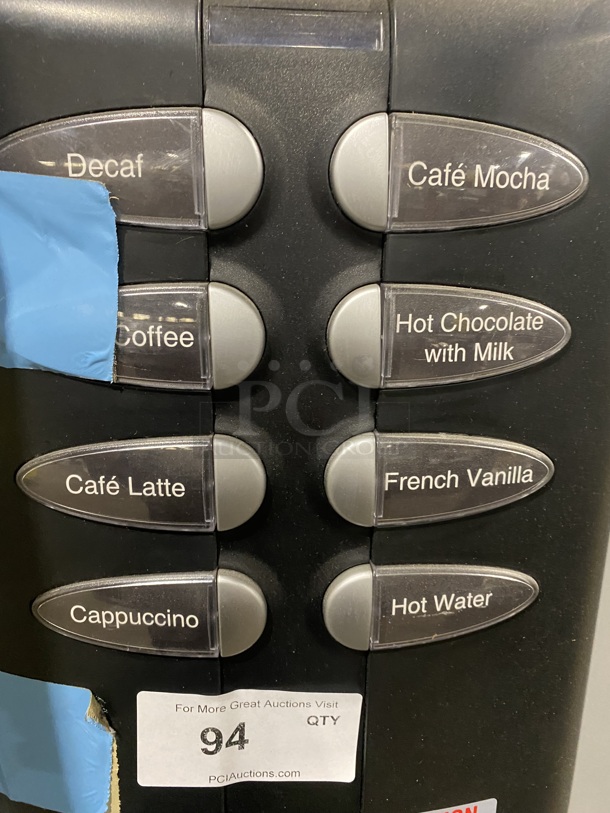 Decaf
Café Mocha
Coffee
Hot Chocolate
with Milk
Café Latte
French Vanilla
Cappuccino
Hot Water
PCI
AUCTION GROUP
For More Great Auctions Visit
94
QTY
PCIAuctions.com